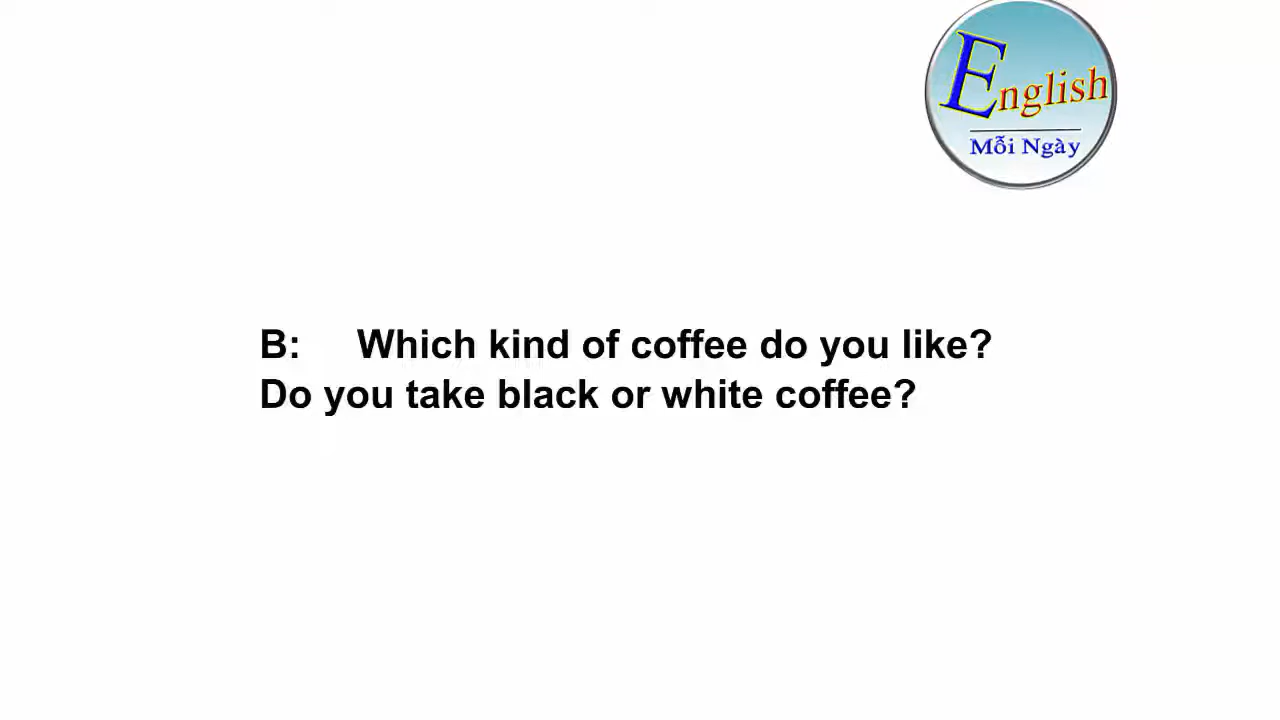 English
Mỗi Ngày
B: Which kind of coffee do you like?
Do you take black or white coffee?